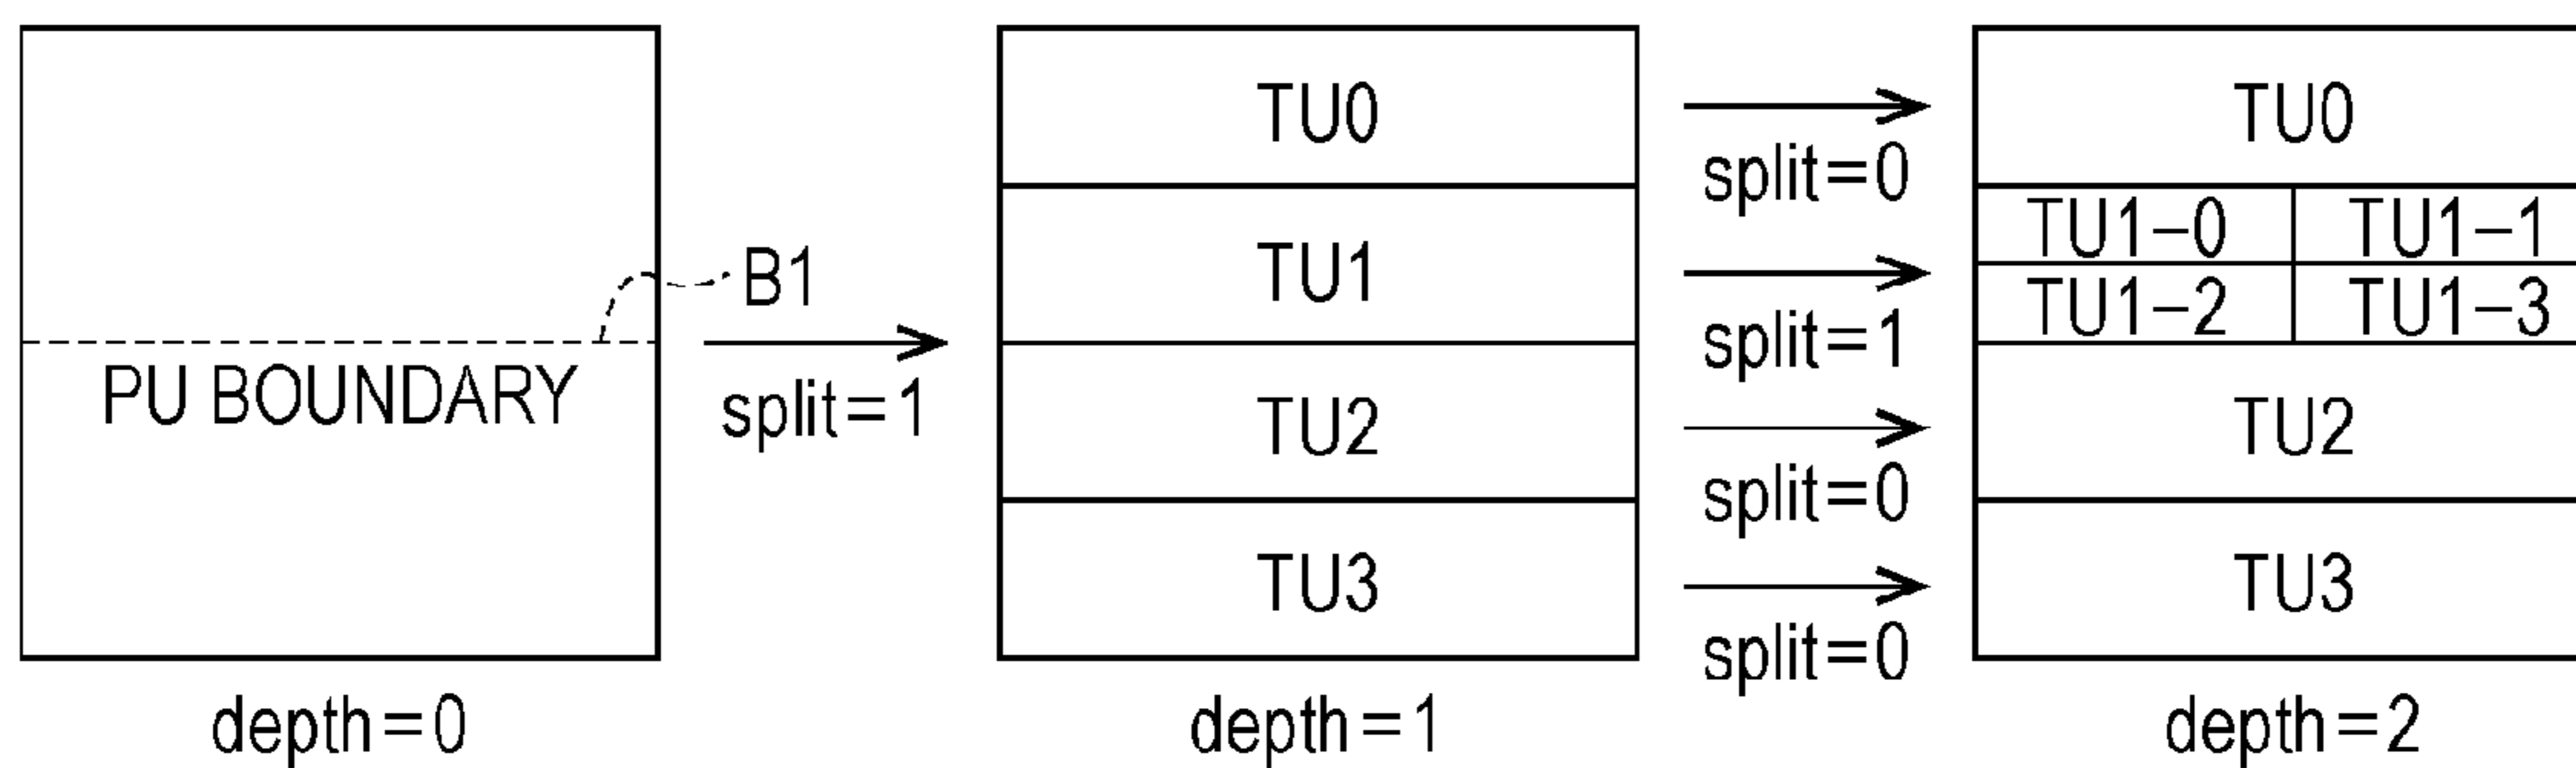 B1
PU BOUNDARY
split=1
depth=0
TU0
TU1
TU2
TU3
depth=1
split=0
split=1
split=0
split=0
TU0
TU1-0 TU1-1
TU1-2 TU1-3
TU2
TU3
depth=2